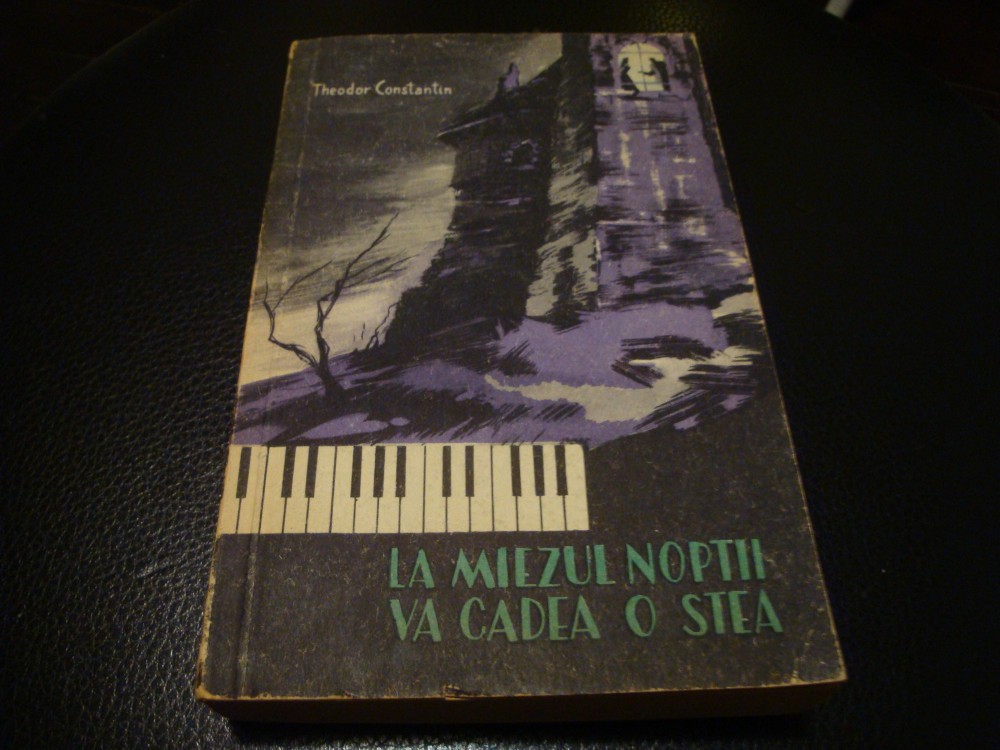 Theodor Constantin
LA MIEZUL NOPTII
VA CADEA O STEA